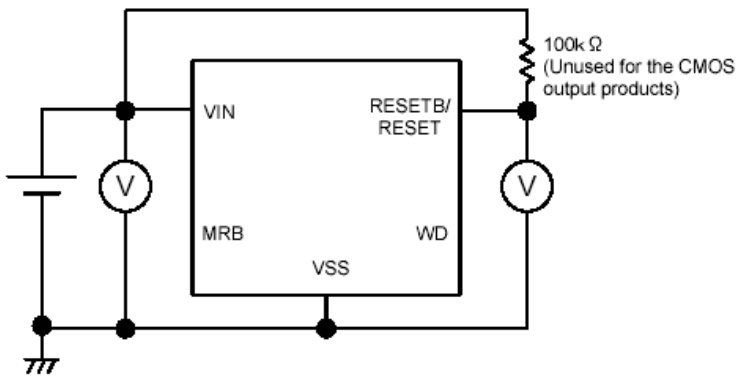 100k Ω
(Unused for the CMOS
output products)
VIN
RESETB/
RESET
V
V
MRB
WD
VSS